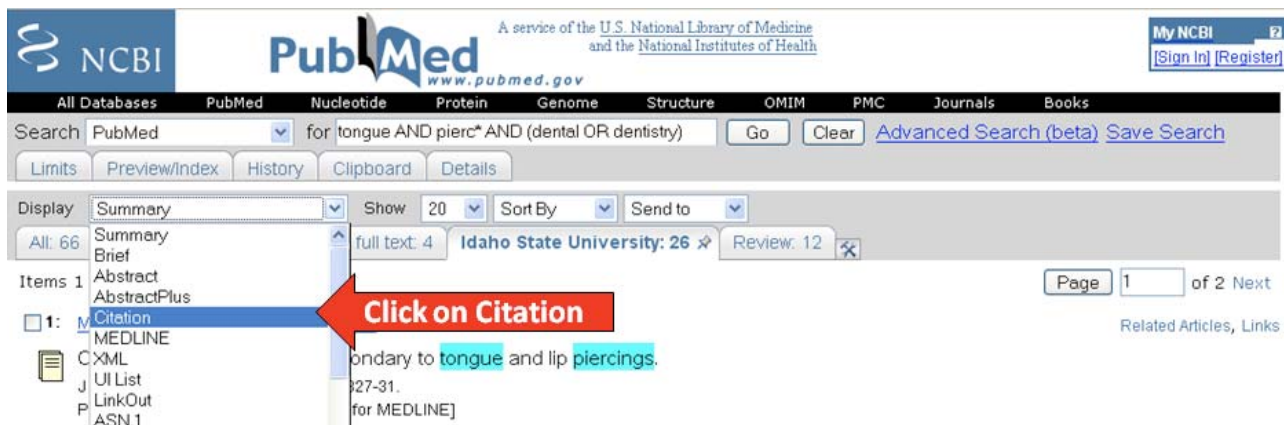 A service of the U.S. National Library of Medicine
and the National Institutes of Health
My NCBI ?
[Sign In] [Register]
NCBI
PubMed
www.pubmed.gov
All Databases PubMed Nucleotide Protein Genome Structure OMIM PMC Journals Books
Search PubMed for tongue AND pierc* AND (dental OR dentistry) Go Clear Advanced Search (beta) Save Search
Limits Preview/Index History Clipboard Details
Display Summary Show 20 Sort By Send to
All: 66 full text: 4 Idaho State University: 26 Review: 12
Summary
Brief
Abstract
AbstractPlus
Citation
MEDLINE
XML
UI List
LinkOut
ASN.1
Click on Citation
Items 1 Page 1 of 2 Next
1: M Related Articles, Links
C ondary to tongue and lip piercings.
J 327-31.
P for MEDLINE]